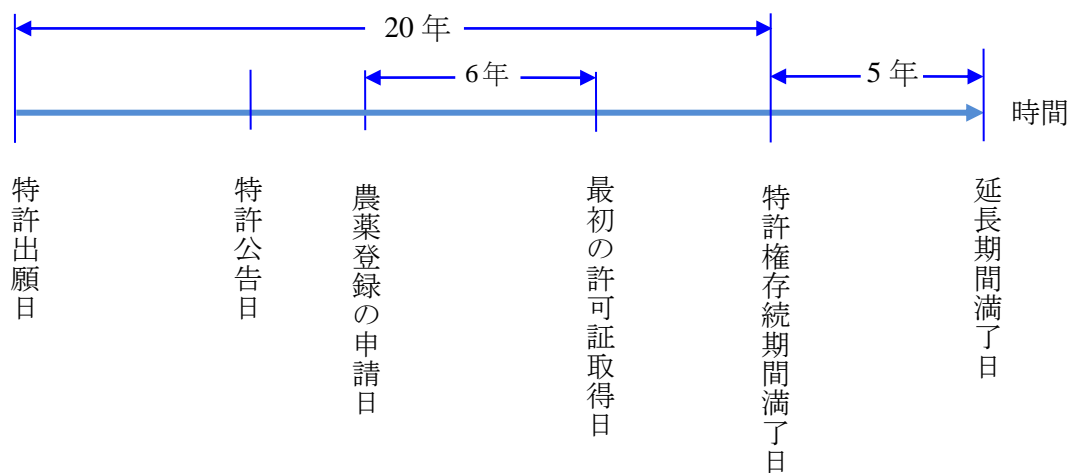 20 年
6年
5 年
時間
特許出願日
特許公告日
農薬登録の申請日
最初の許可証取得日
特許権存続期間満了日
延長期間満了日